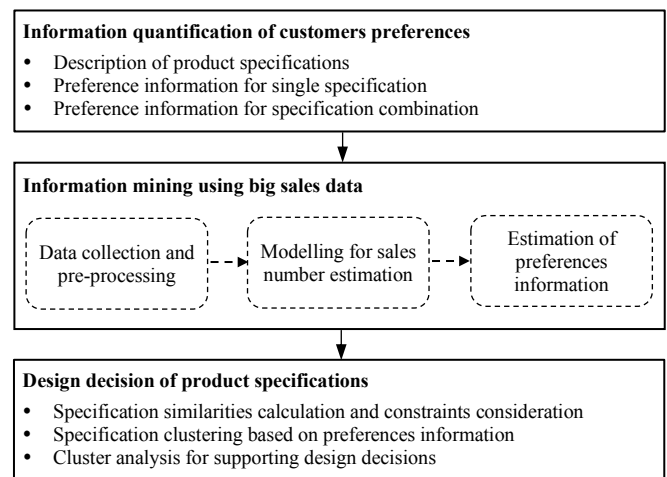 Information quantification of customers preferences
• Description of product specifications
• Preference information for single specification
• Preference information for specification combination
Information mining using big sales data
Data collection and
pre-processing
Modelling for sales
number estimation
Estimation of
preferences
information
Design decision of product specifications
• Specification similarities calculation and constraints consideration
• Specification clustering based on preferences information
• Cluster analysis for supporting design decisions